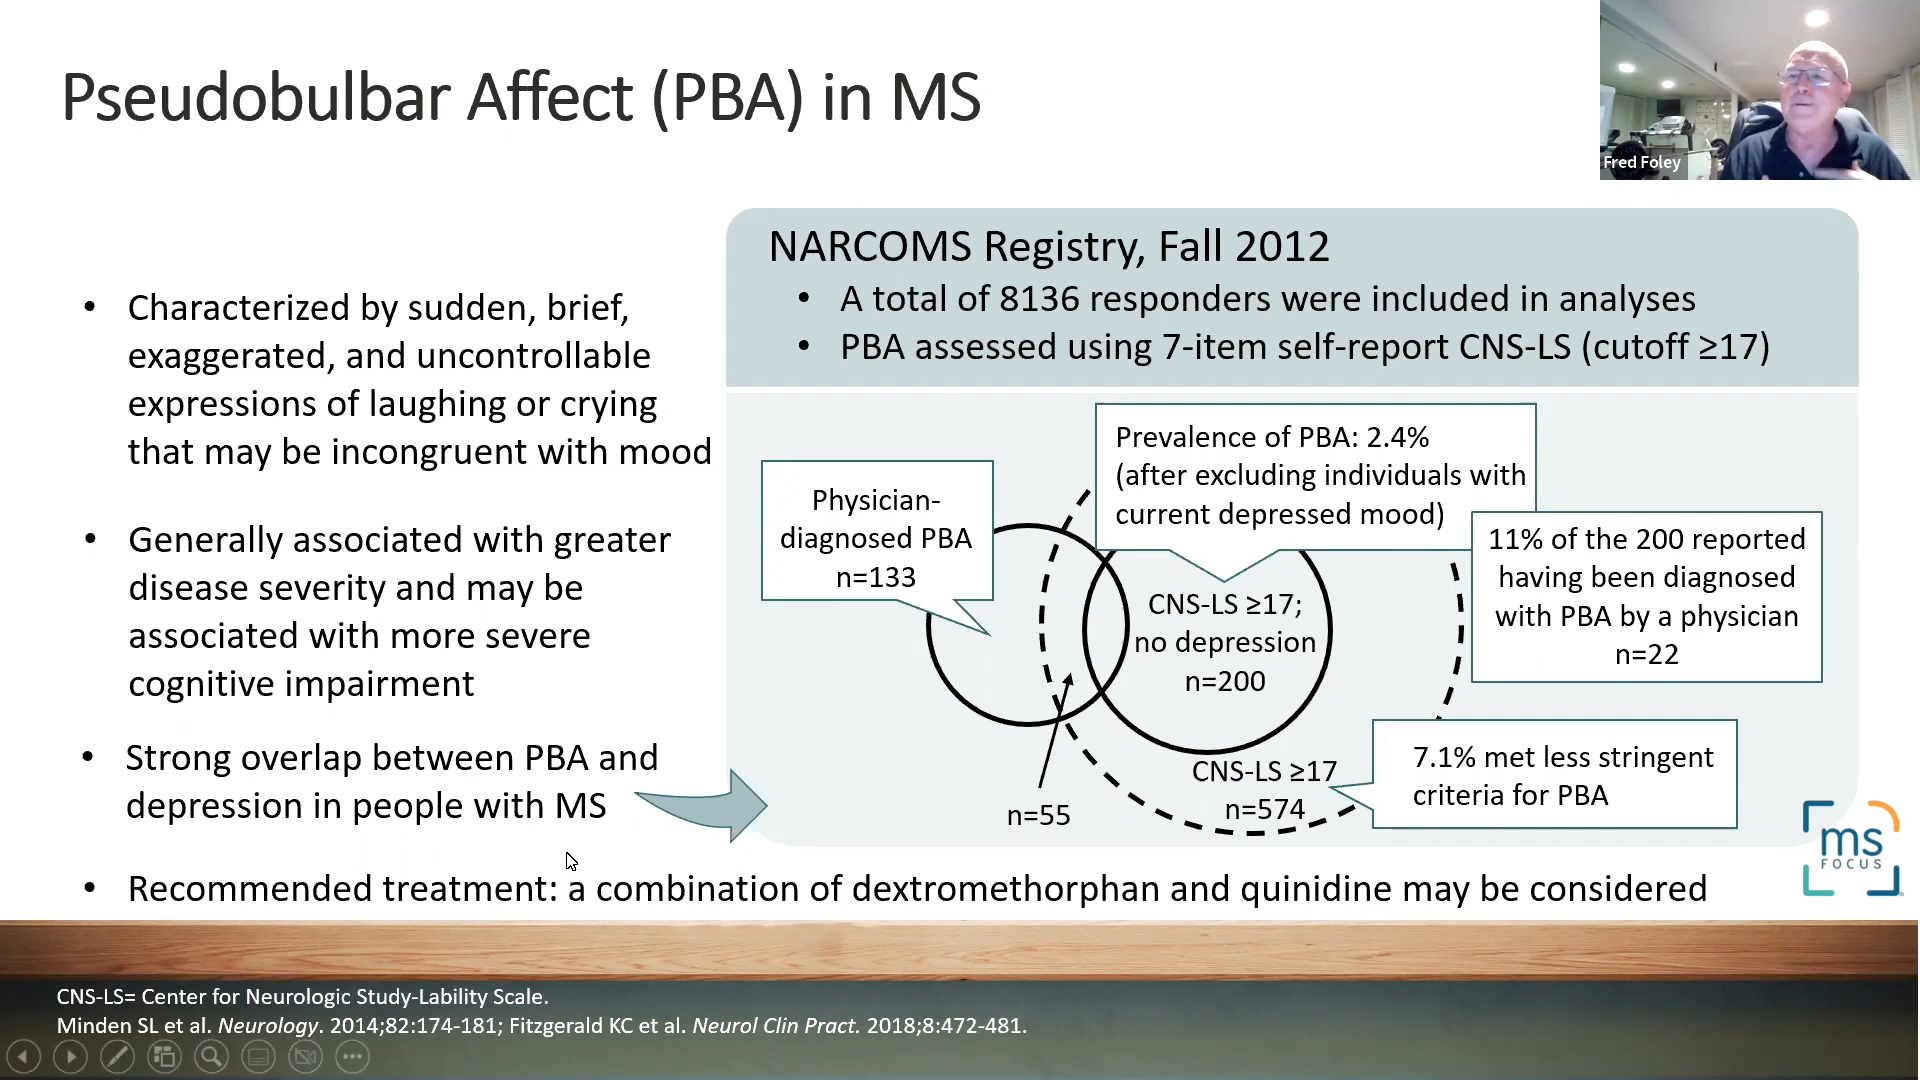 Pseudobulbar Affect (PBA) in MS
Fred Foley
• Characterized by sudden, brief,
exaggerated, and uncontrollable
expressions of laughing or crying
that may be incongruent with mood
• Generally associated with greater
disease severity and may be
associated with more severe
cognitive impairment
• Strong overlap between PBA and
depression in people with MS
• Recommended treatment: a combination of dextromethorphan and quinidine may be considered
NARCOMS Registry, Fall 2012
• A total of 8136 responders were included in analyses
• PBA assessed using 7-item self-report CNS-LS (cutoff ≥17)
Physician-
diagnosed PBA
n=133
Prevalence of PBA: 2.4%
(after excluding individuals with
current depressed mood)
11% of the 200 reported
having been diagnosed
with PBA by a physician
n=22
CNS-LS ≥17;
no depression
n=200
CNS-LS ≥17
n=574
7.1% met less stringent
criteria for PBA
n=55
ms
FOCUS
CNS-LS= Center for Neurologic Study-Lability Scale.
Minden SL et al. Neurology. 2014;82:174-181; Fitzgerald KC et al. Neurol Clin Pract. 2018;8:472-481.